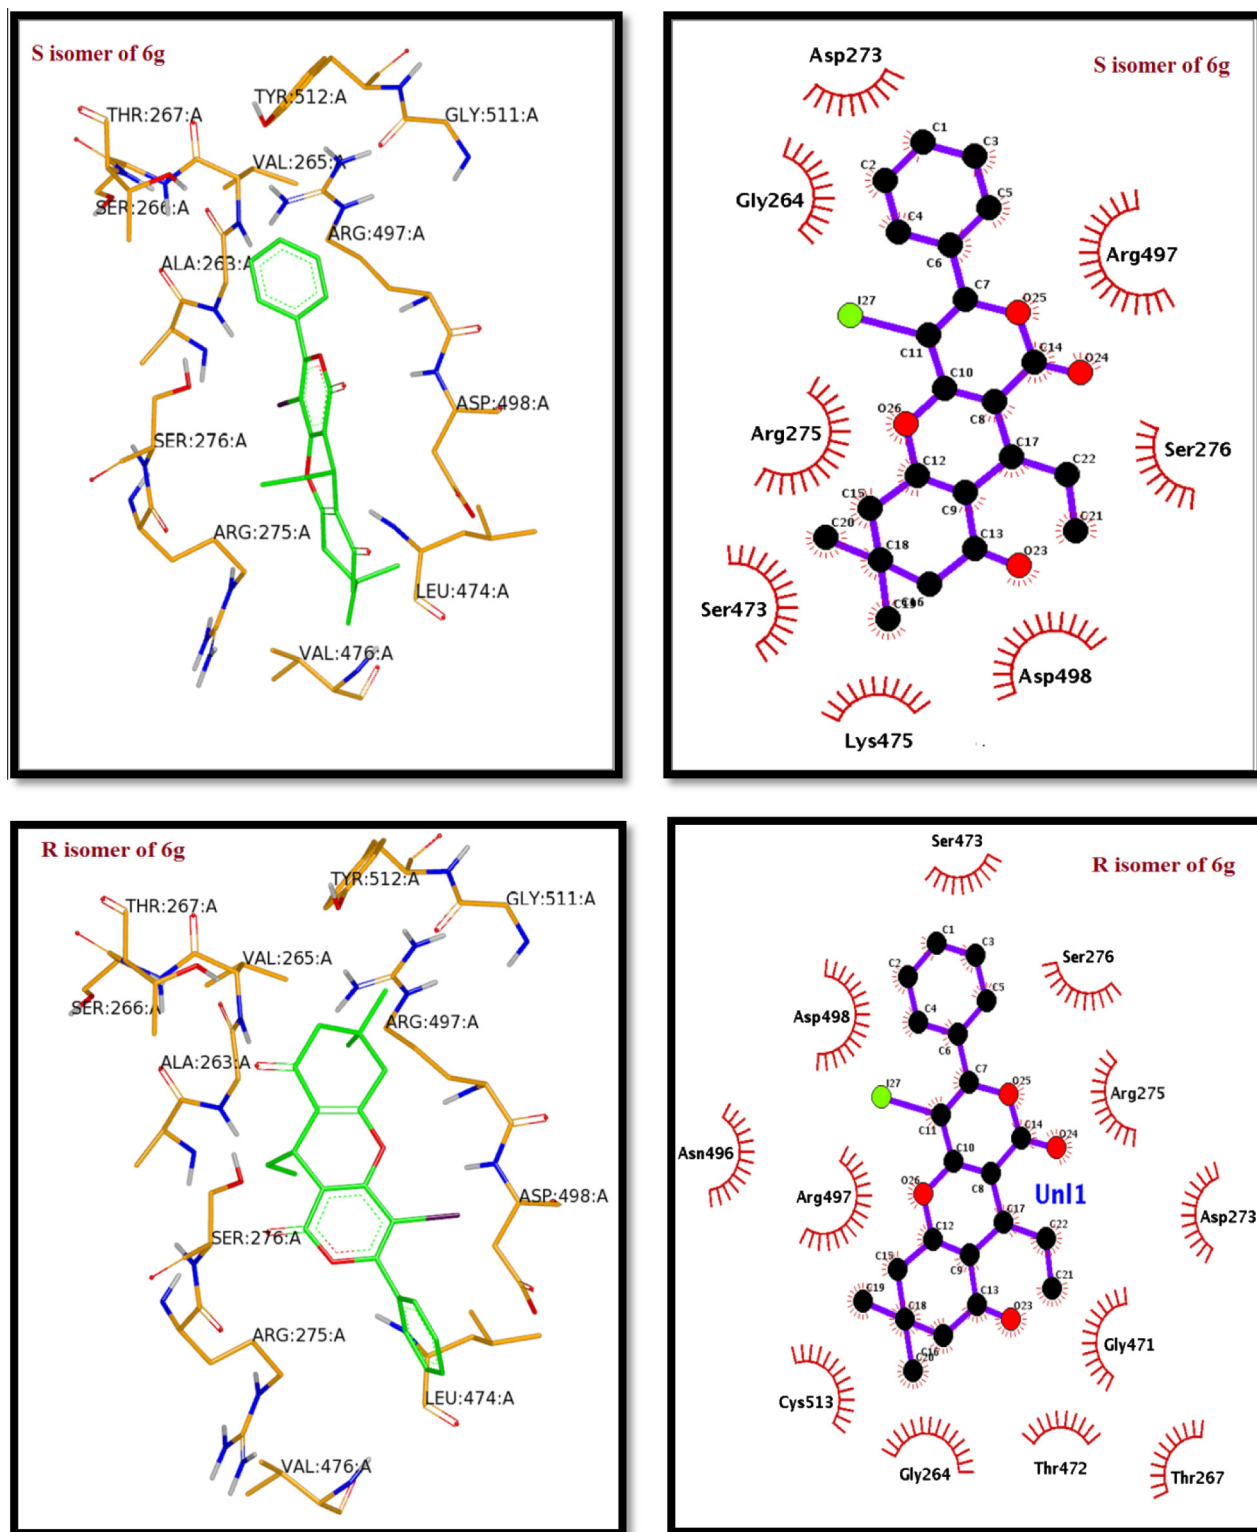 S isomer of 6g
TYR:512:A
THR:267:A
GLY:511:A
VAL:265:A
SER:266:A
ARG:497:A
ALA:263:A
ASP:498:A
SER:276:A
ARG:275:A
LEU:474:A
VAL:476:A
S isomer of 6g
Asp273
C1
C3
C2
Gly264
C5
C4
Arg497
C6
C7
O25
I27
C11
C14
O24
C10
Arg275
O26
C8
Ser276
C17
C12
C22
C15
C9
C20
C21
C13
C18
O23
C16
Ser473
Asp498
Lys475
R isomer of 6g
TYR:512:A
THR:267:A
GLY:511:A
VAL:265:A
SER:266:A
ARG:497:A
ALA:263:A
ASP:498:A
SER:276:A
ARG:275:A
LEU:474:A
VAL:476:A
Ser473
R isomer of 6g
C1
C3
Ser276
C2
C5
Asp498
C4
C6
C7
O25
I27
Arg275
C11
C14
O24
Asn496
C10
C8
Arg497
O26
Unl1
C17
Asp273
C12
C22
C15
C9
C21
C19
C13
C18
O23
C16
Gly471
C20
Cys513
Gly264
Thr472
Thr267